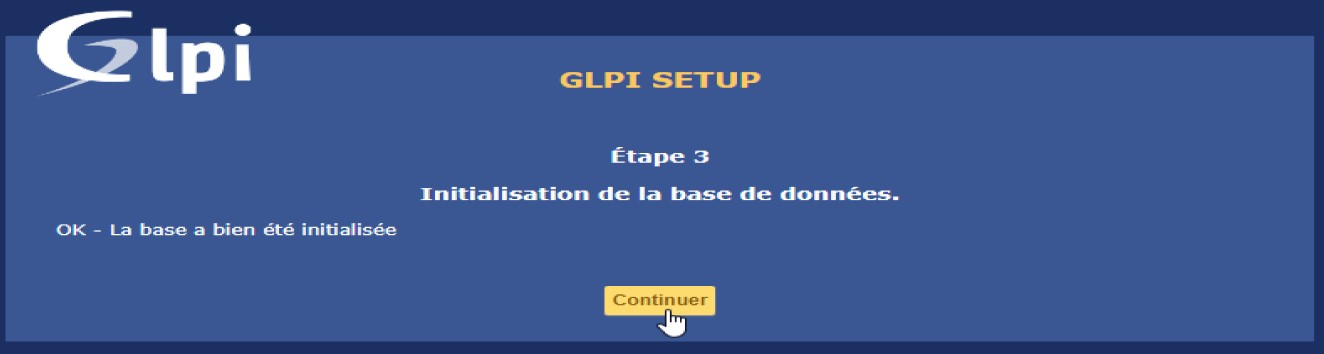 Glpi
GLPI SETUP
Étape 3
Initialisation de la base de données.
OK - La base a bien été initialisée
Continuer